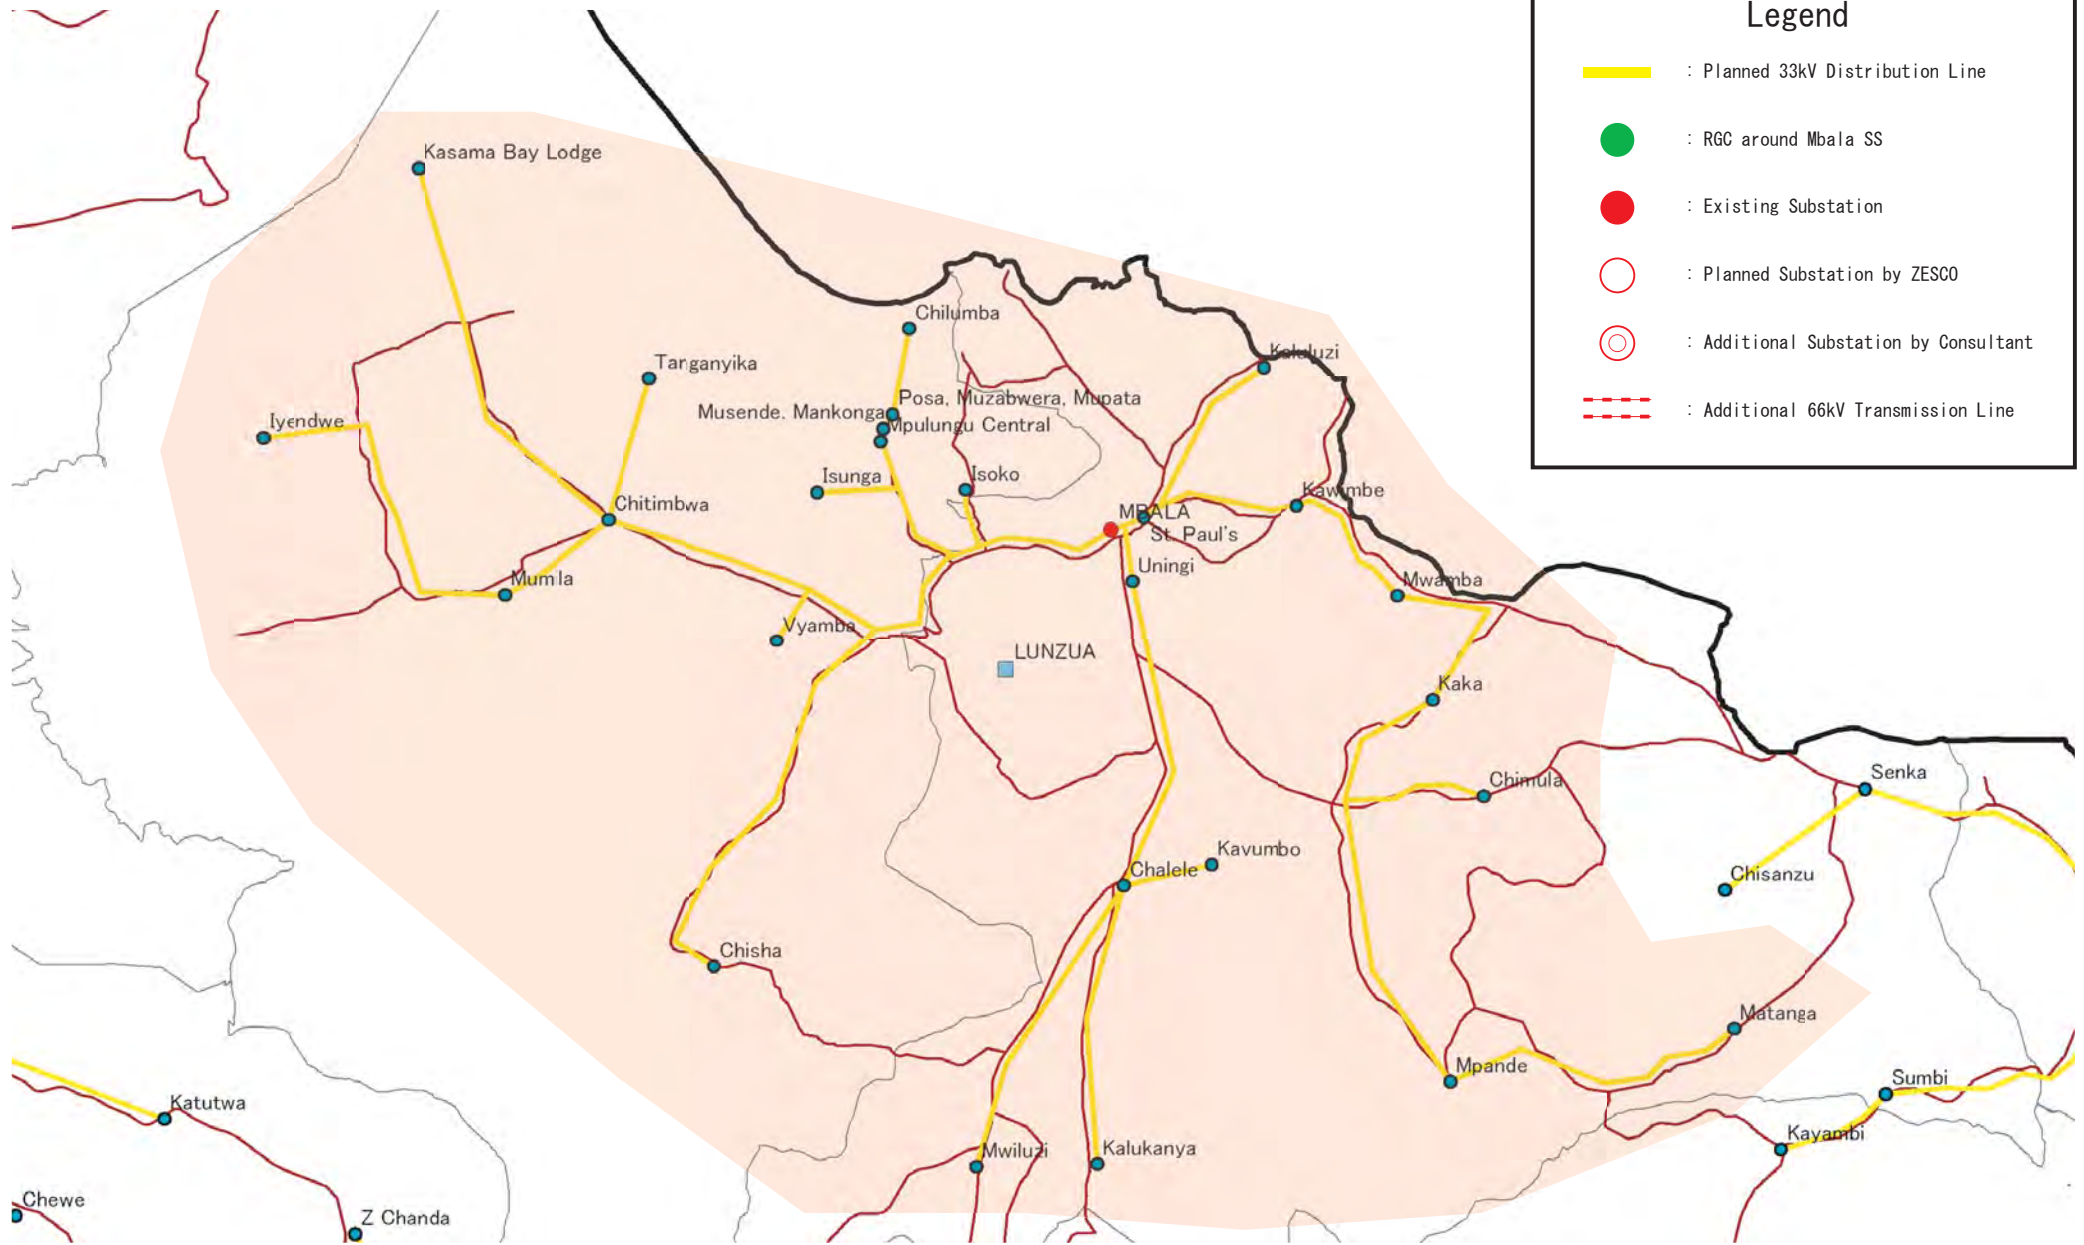 Legend
: Planned 33kV Distribution Line
: RGC around Mbala SS
: Existing Substation
: Planned Substation by ZESCO
: Additional Substation by Consultant
: Additional 66kV Transmission Line
Kasama Bay Lodge
Chilumba
Kaluluzi
Tanganyika
Posa, Muzabwera, Mupata
Musende. Mankonga
Mpulungu Central
Iyendwe
Isunga
Isoko
Kawimbe
Chitimbwa
MBALA
St. Paul's
Uningi
Mumila
Mwamba
Vyamba
LUNZUA
Kaka
Chimula
Senka
Kavumbo
Chalele
Chisanzu
Chisha
Matanga
Mpande
Sumbi
Katutwa
Kayambi
Mwiluzi
Kalukanya
Chewe
Z Chanda